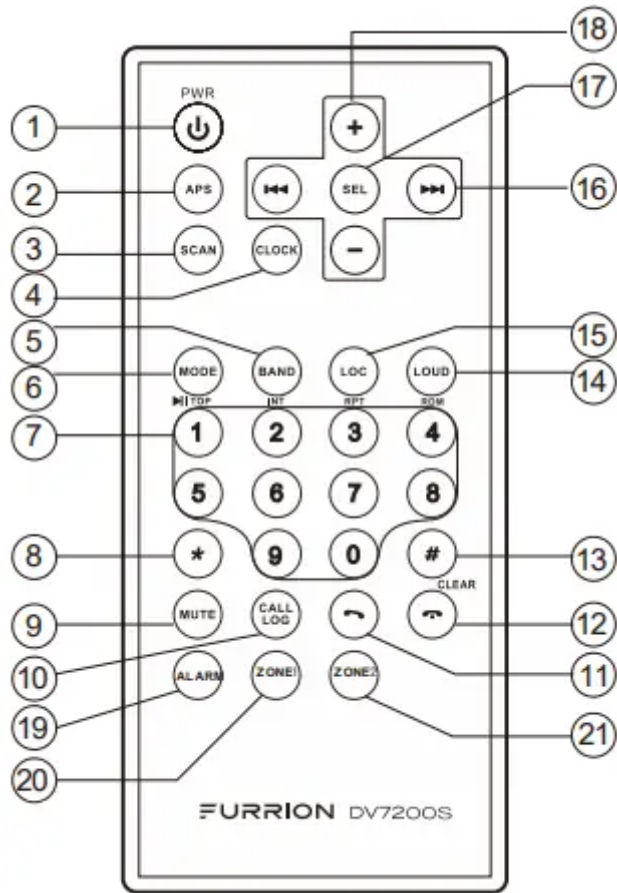 18
PWR
17
1
+
2
APS
SEL
16
3
SCAN
CLOCK
−
4
5
15
MODE
BAND
LOC
LOUD
6
14
TOP
INT
RPT
RDM
7
1
2
3
4
5
6
7
8
8
*
9
0
#
13
CLEAR
9
MUTE
CALL
LOG
12
10
11
ALARM
ZONE1
ZONE2
19
20
21
FURRION DV7200S